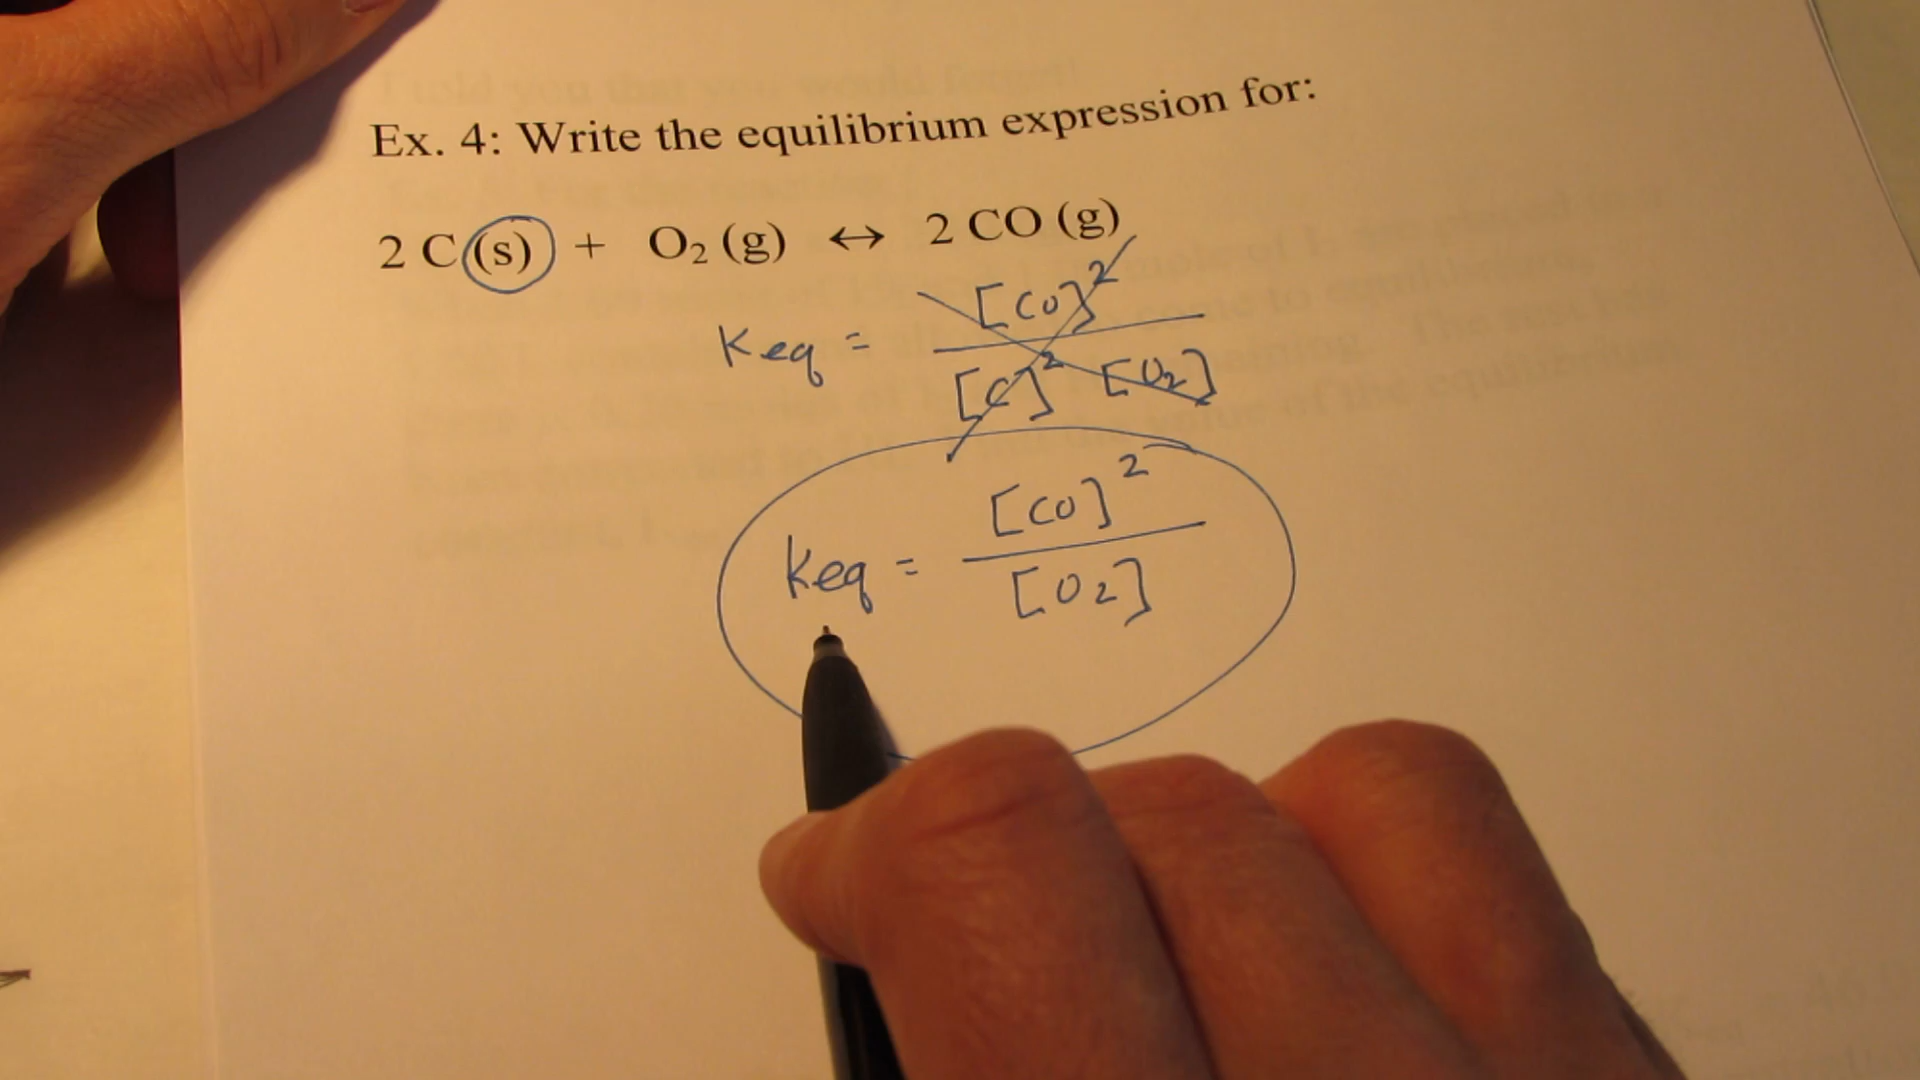 Ex. 4: Write the equilibrium expression for:
2 C (s) + O₂ (g) ↔ 2 CO (g)
Keq = [CO]² / [C]² [O₂]
Keq = [CO]² / [O₂]